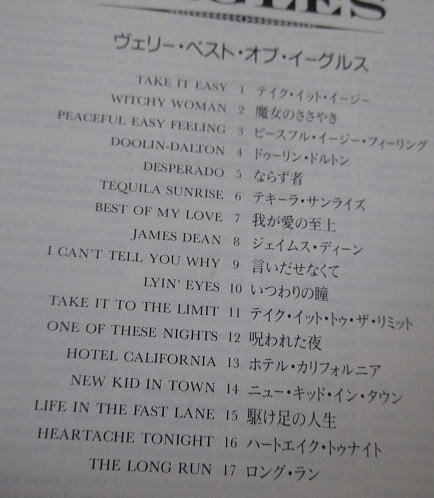 EAGLES
ヴェリー・ベスト・オブ・イーグルス
TAKE IT EASY 1 テイク・イット・イージー
WITCHY WOMAN 2 魔女のささやき
PEACEFUL EASY FEELING 3 ピースフル・イージー・フィーリング
DOOLIN-DALTON 4 ドゥーリン・ドルトン
DESPERADO 5 ならず者
TEQUILA SUNRISE 6 テキーラ・サンライズ
BEST OF MY LOVE 7 我が愛の至上
JAMES DEAN 8 ジェイムス・ディーン
I CAN'T TELL YOU WHY 9 言いだせなくて
LYIN' EYES 10 いつわりの瞳
TAKE IT TO THE LIMIT 11 テイク・イット・トゥ・ザ・リミット
ONE OF THESE NIGHTS 12 呪われた夜
HOTEL CALIFORNIA 13 ホテル・カリフォルニア
NEW KID IN TOWN 14 ニュー・キッド・イン・タウン
LIFE IN THE FAST LANE 15 駆け足の人生
HEARTACHE TONIGHT 16 ハートエイク・トゥナイト
THE LONG RUN 17 ロング・ラン